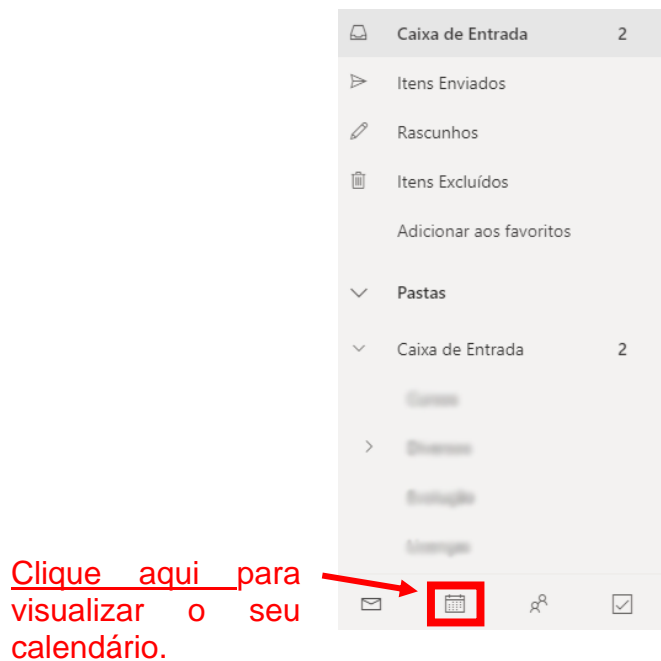 Caixa de Entrada 2
Itens Enviados
Rascunhos
Itens Excluídos
Adicionar aos favoritos
Pastas
Caixa de Entrada 2
Clique aqui para
visualizar o seu
calendário.